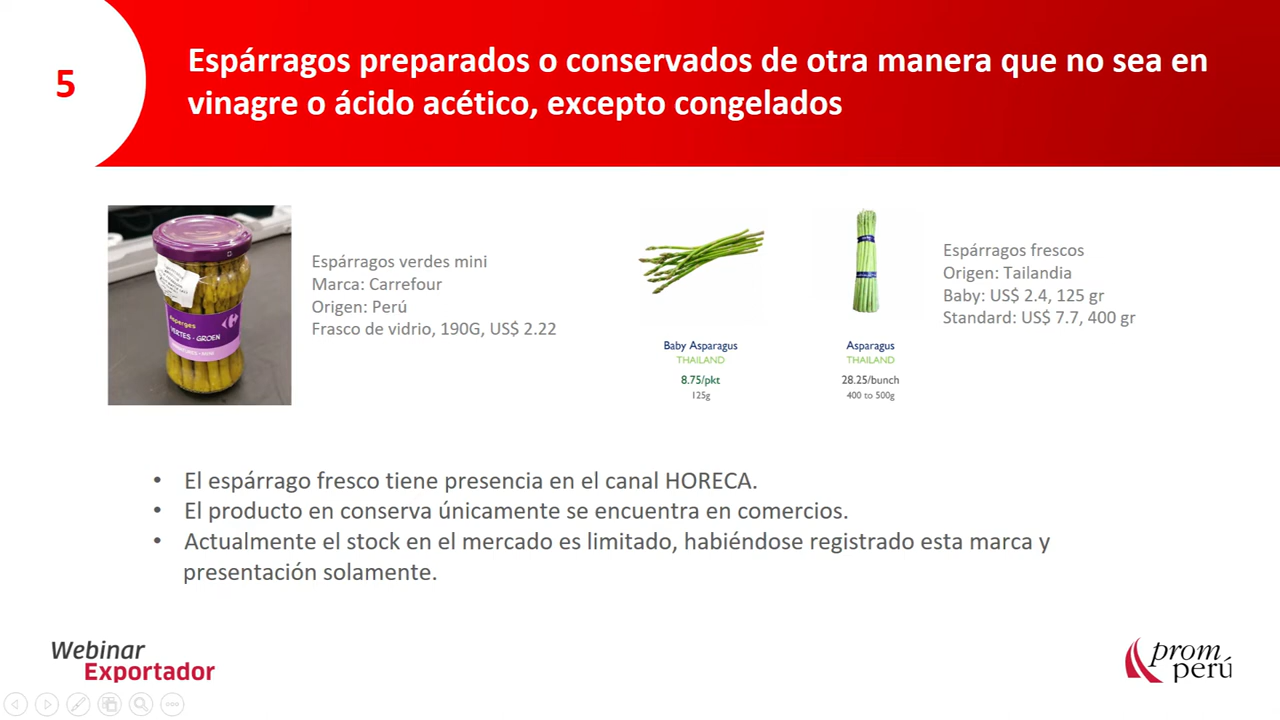 5
Espárragos preparados o conservados de otra manera que no sea en
vinagre o ácido acético, excepto congelados
asperges
VERTES - GROEN
Espárragos verdes mini
Marca: Carrefour
Origen: Perú
Frasco de vidrio, 190G, US$ 2.22
Baby Asparagus
THAILAND
8.75/pkt
125g
Asparagus
THAILAND
28.25/bunch
400 to 500g
Espárragos frescos
Origen: Tailandia
Baby: US$ 2.4, 125 gr
Standard: US$ 7.7, 400 gr
• El espárrago fresco tiene presencia en el canal HORECA.
• El producto en conserva únicamente se encuentra en comercios.
• Actualmente el stock en el mercado es limitado, habiéndose registrado esta marca y
presentación solamente.
Webinar
Exportador
prom
perú